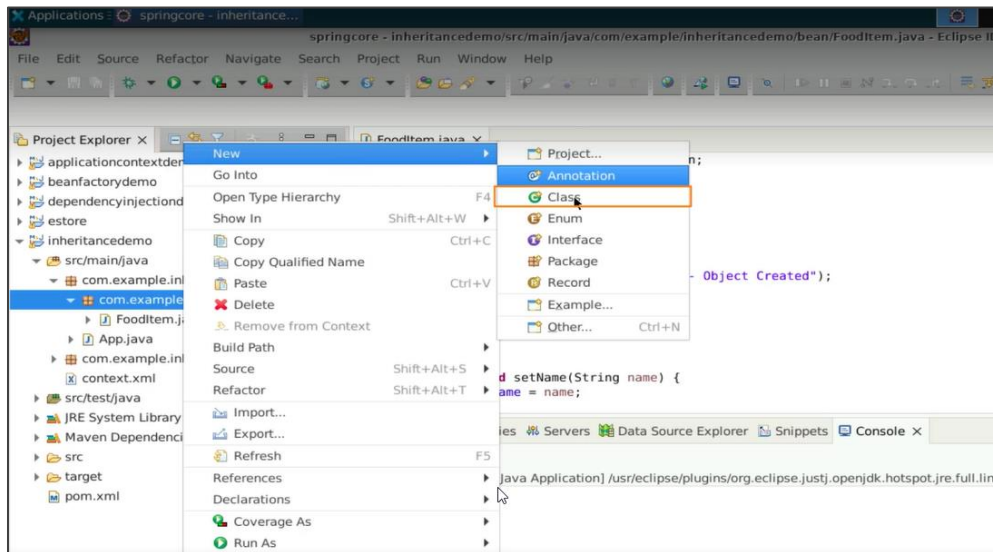 Applications springcore - inheritance...
springcore - inheritancedemo/src/main/java/com/example/inheritancedemo/bean/FoodItem.java - Eclipse
File Edit Source Refactor Navigate Search Project Run Window Help
Project Explorer FoodItem.java
applicationcontextder
beanfactorydemo
dependencyinjectiond
estore
inheritancedemo
src/main/java
com.example.inl
com.example
FoodItem.j
App.java
com.example.inl
context.xml
src/test/java
JRE System Library
Maven Dependenci
src
target
pom.xml
New
Go Into
Open Type Hierarchy F4
Show In Shift+Alt+W
Copy Ctrl+C
Copy Qualified Name
Paste Ctrl+V
Delete
Remove from Context
Build Path
Source Shift+Alt+S
Refactor Shift+Alt+T
Import...
Export...
Refresh F5
References
Declarations
Coverage As
Run As
Project...
Annotation
Class
Enum
Interface
Package
Record
Example...
Other... Ctrl+N
n;
- Object Created");
d setName(String name) {
ame = name;
ies Servers Data Source Explorer Snippets Console
Java Application] /usr/eclipse/plugins/org.eclipse.justj.openjdk.hotspot.jre.full.lin